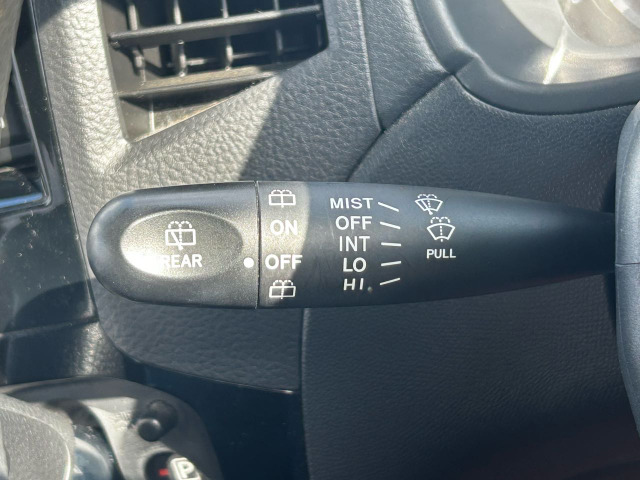 MIST
OFF
INT
LO
HI
PULL
REAR
ON
OFF
P